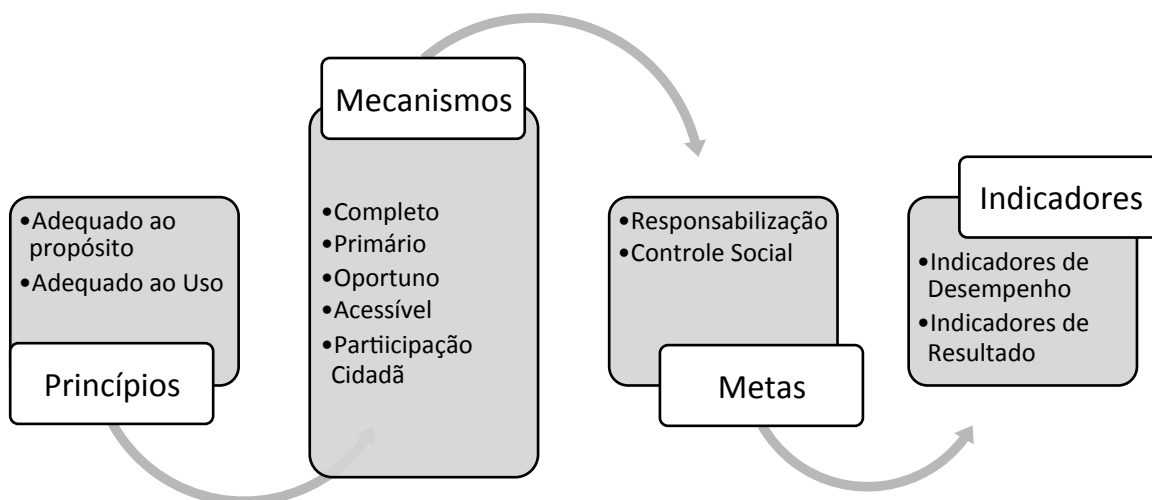 Princípios
•Adequado ao
propósito
•Adequado ao Uso
Mecanismos
•Completo
•Primário
•Oportuno
•Acessível
•Partiicipação
Cidadã
Metas
•Responsabilização
•Controle Social
Indicadores
•Indicadores de
Desempenho
•Indicadores de
Resultado